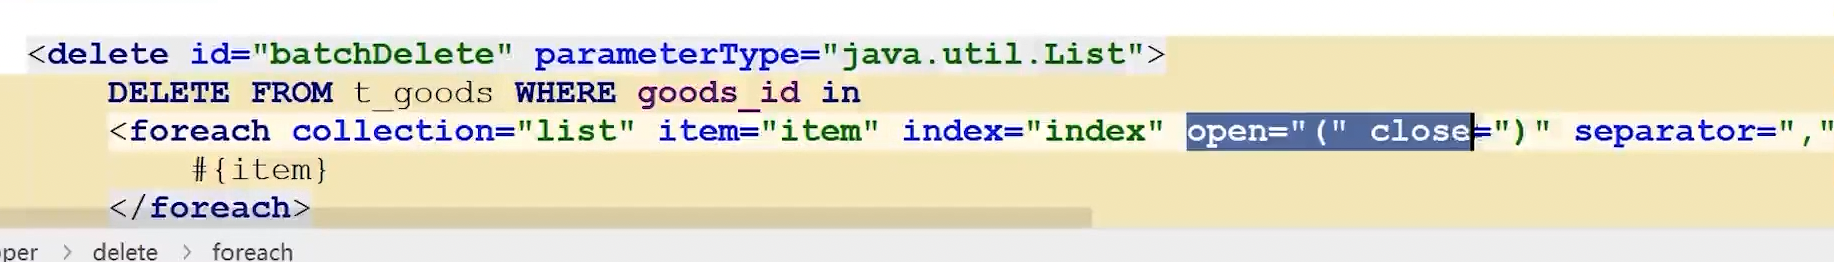 <delete id="batchDelete" parameterType="java.util.List">
DELETE FROM t_goods WHERE goods_id in
<foreach collection="list" item="item" index="index" open="(" close=")" separator=","
#{item}
</foreach>
per > delete > foreach